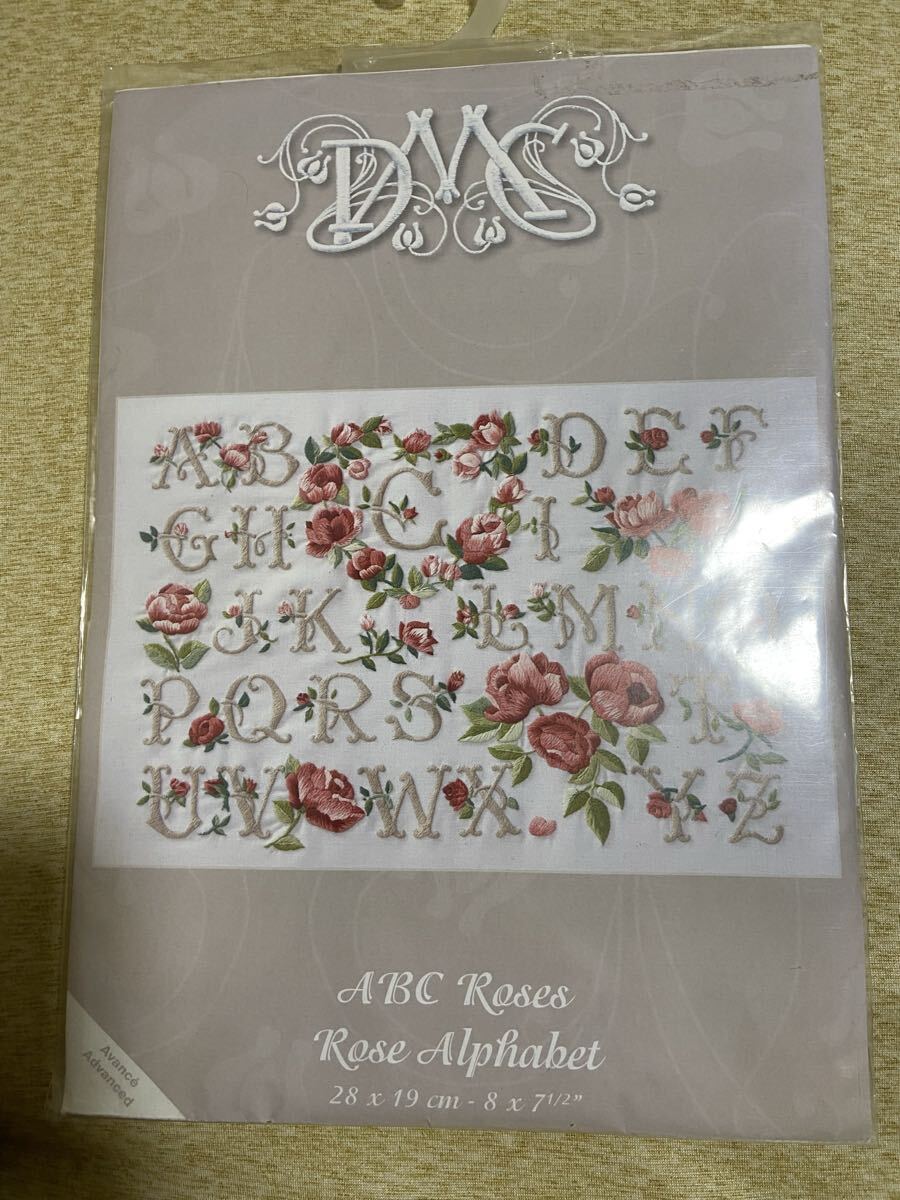 DMC
A B C D E F
G H I
J K L M N O
P Q R S T
U V W X Y Z
ABC Roses
Rose Alphabet
28 x 19 cm - 8 x 7 1/2"
Avancé
Advanced